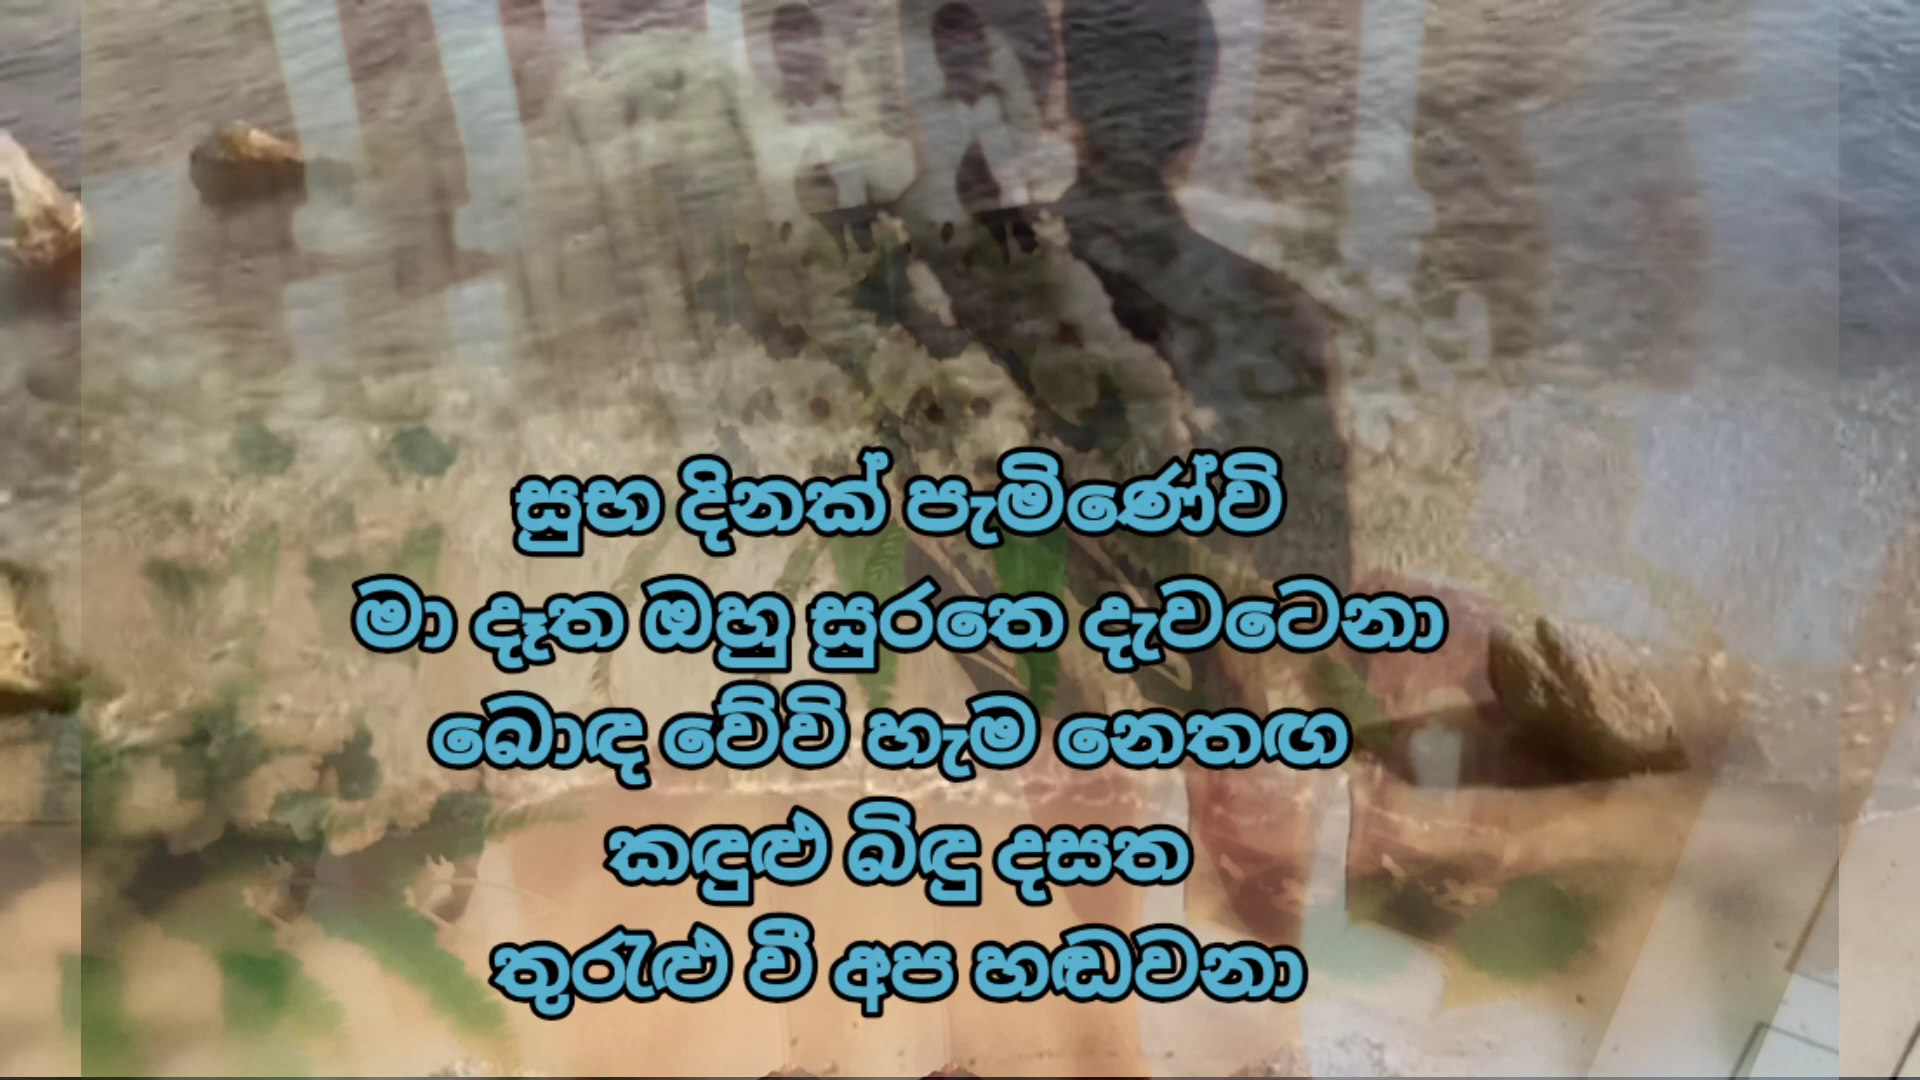 සුභ දිනක් පැමිණේවි
මා දෑත ඔහු සුරතෙ දැවටෙනා
බොඳ වේවි හැම නෙතඟ
කඳුළු බිඳු දසත
තුරැළු වී අප හඬවනා